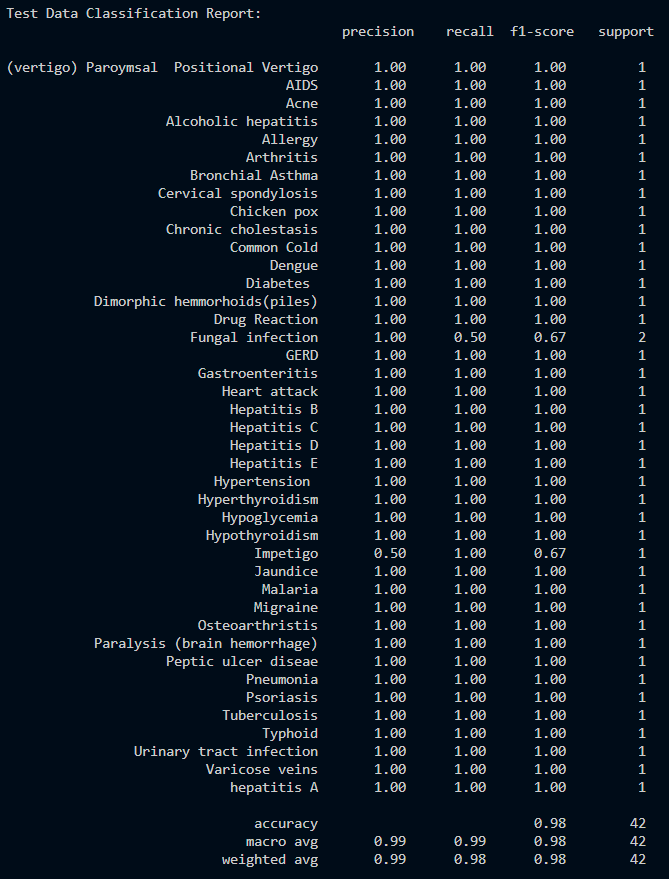 Test Data Classification Report:
precision recall f1-score support
(vertigo) Paroymsal  Positional Vertigo 1.00 1.00 1.00 1
AIDS 1.00 1.00 1.00 1
Acne 1.00 1.00 1.00 1
Alcoholic hepatitis 1.00 1.00 1.00 1
Allergy 1.00 1.00 1.00 1
Arthritis 1.00 1.00 1.00 1
Bronchial Asthma 1.00 1.00 1.00 1
Cervical spondylosis 1.00 1.00 1.00 1
Chicken pox 1.00 1.00 1.00 1
Chronic cholestasis 1.00 1.00 1.00 1
Common Cold 1.00 1.00 1.00 1
Dengue 1.00 1.00 1.00 1
Diabetes 1.00 1.00 1.00 1
Dimorphic hemmorhoids(piles) 1.00 1.00 1.00 1
Drug Reaction 1.00 1.00 1.00 1
Fungal infection 1.00 0.50 0.67 2
GERD 1.00 1.00 1.00 1
Gastroenteritis 1.00 1.00 1.00 1
Heart attack 1.00 1.00 1.00 1
Hepatitis B 1.00 1.00 1.00 1
Hepatitis C 1.00 1.00 1.00 1
Hepatitis D 1.00 1.00 1.00 1
Hepatitis E 1.00 1.00 1.00 1
Hypertension 1.00 1.00 1.00 1
Hyperthyroidism 1.00 1.00 1.00 1
Hypoglycemia 1.00 1.00 1.00 1
Hypothyroidism 1.00 1.00 1.00 1
Impetigo 0.50 1.00 0.67 1
Jaundice 1.00 1.00 1.00 1
Malaria 1.00 1.00 1.00 1
Migraine 1.00 1.00 1.00 1
Osteoarthristis 1.00 1.00 1.00 1
Paralysis (brain hemorrhage) 1.00 1.00 1.00 1
Peptic ulcer diseae 1.00 1.00 1.00 1
Pneumonia 1.00 1.00 1.00 1
Psoriasis 1.00 1.00 1.00 1
Tuberculosis 1.00 1.00 1.00 1
Typhoid 1.00 1.00 1.00 1
Urinary tract infection 1.00 1.00 1.00 1
Varicose veins 1.00 1.00 1.00 1
hepatitis A 1.00 1.00 1.00 1
accuracy 0.98 42
macro avg 0.99 0.99 0.98 42
weighted avg 0.99 0.98 0.98 42